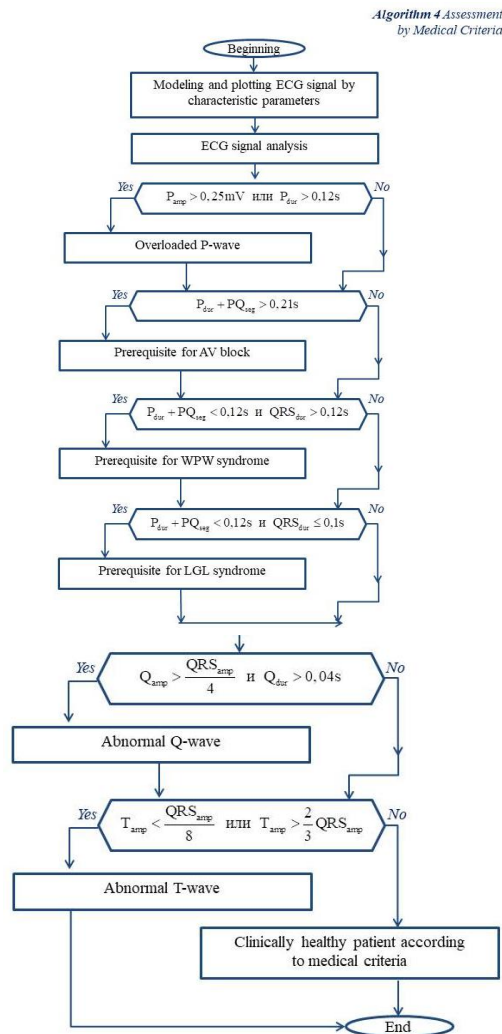 Algorithm 4 Assessment
by Medical Criteria
Beginning
Modeling and plotting ECG signal by
characteristic parameters
ECG signal analysis
Yes
No
P_amp > 0,25mV или P_dur > 0,12s
Overloaded P-wave
Yes
No
P_dur + PQ_seg > 0,21s
Prerequisite for AV block
Yes
No
P_dur + PQ_seg < 0,12s и QRS_dur > 0,12s
Prerequisite for WPW syndrome
Yes
No
P_dur + PQ_seg < 0,12s и QRS_dur ≤ 0,1s
Prerequisite for LGL syndrome
Yes
No
Q_amp > QRS_amp/4 и Q_dur > 0,04s
Abnormal Q-wave
Yes
No
T_amp < QRS_amp/8 или T_amp > 2/3 QRS_amp
Abnormal T-wave
Clinically healthy patient according
to medical criteria
End